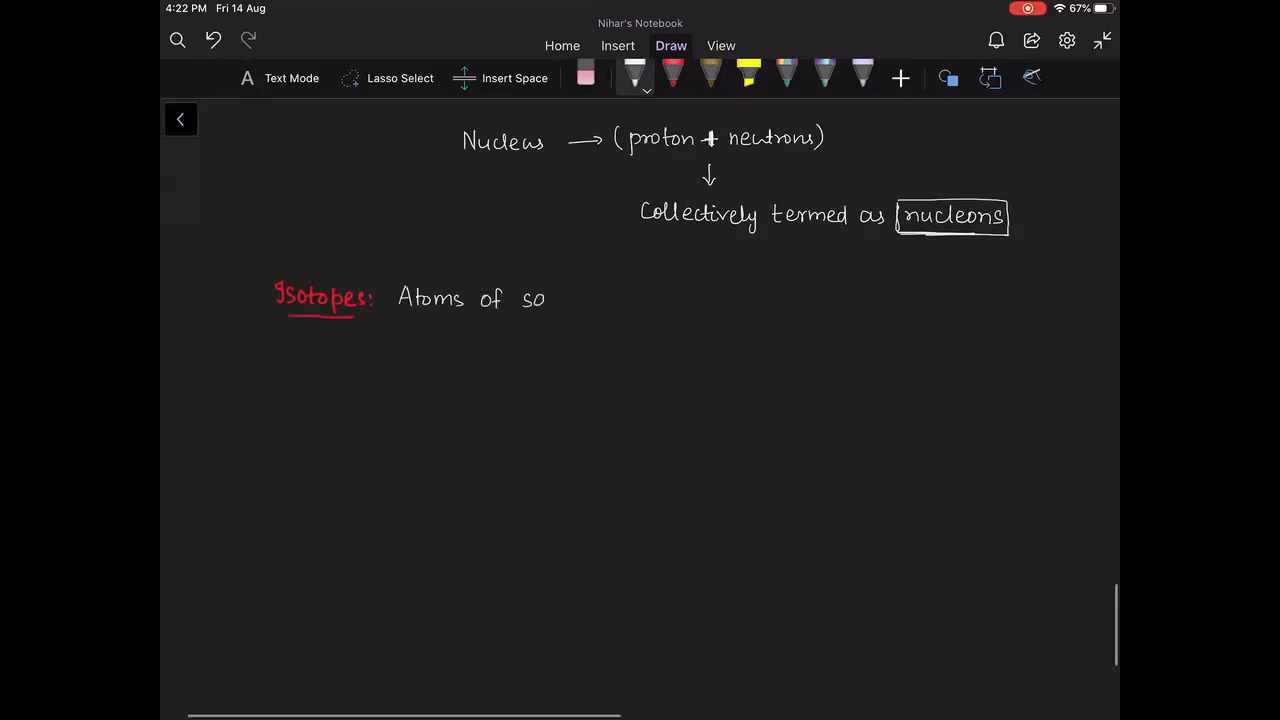 4:22 PM Fri 14 Aug
67%
Nihar's Notebook
Home Insert Draw View
A Text Mode Lasso Select Insert Space
Nucleus → (proton + neutrons)
↓
Collectively termed as nucleons
Isotopes: Atoms of so